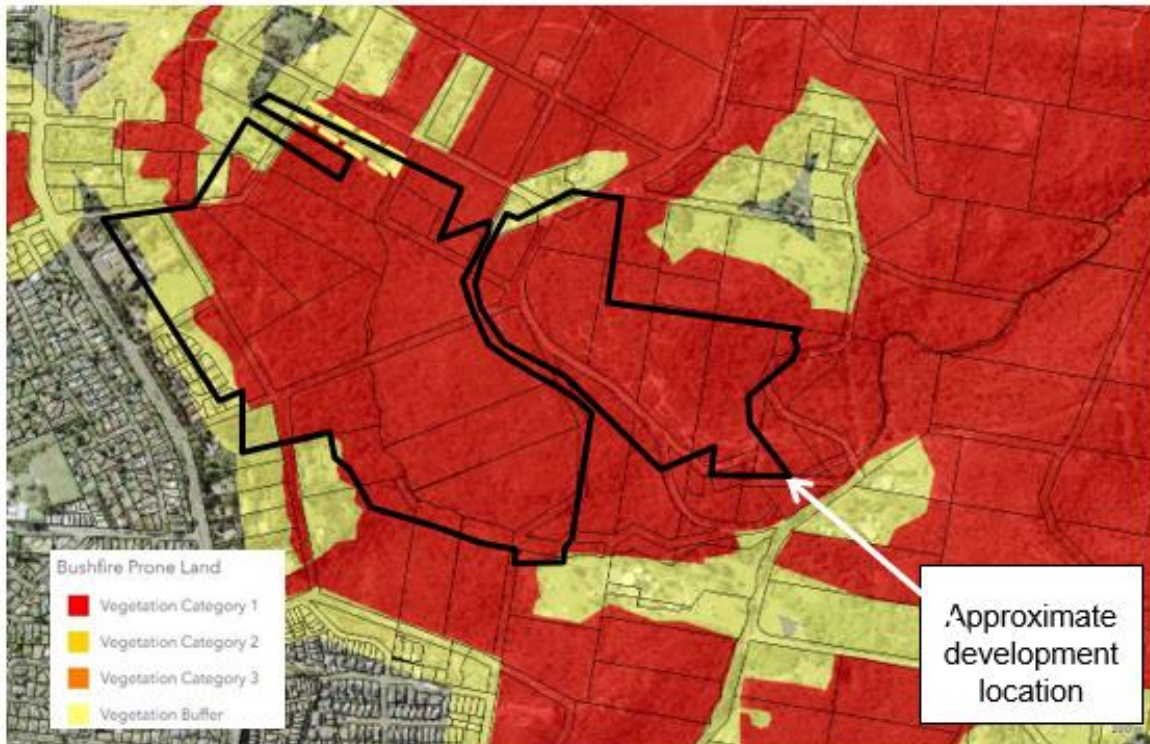 Bushfire Prone Land
Vegetation Category 1
Vegetation Category 2
Vegetation Category 3
Vegetation Buffer
Approximate
development
location